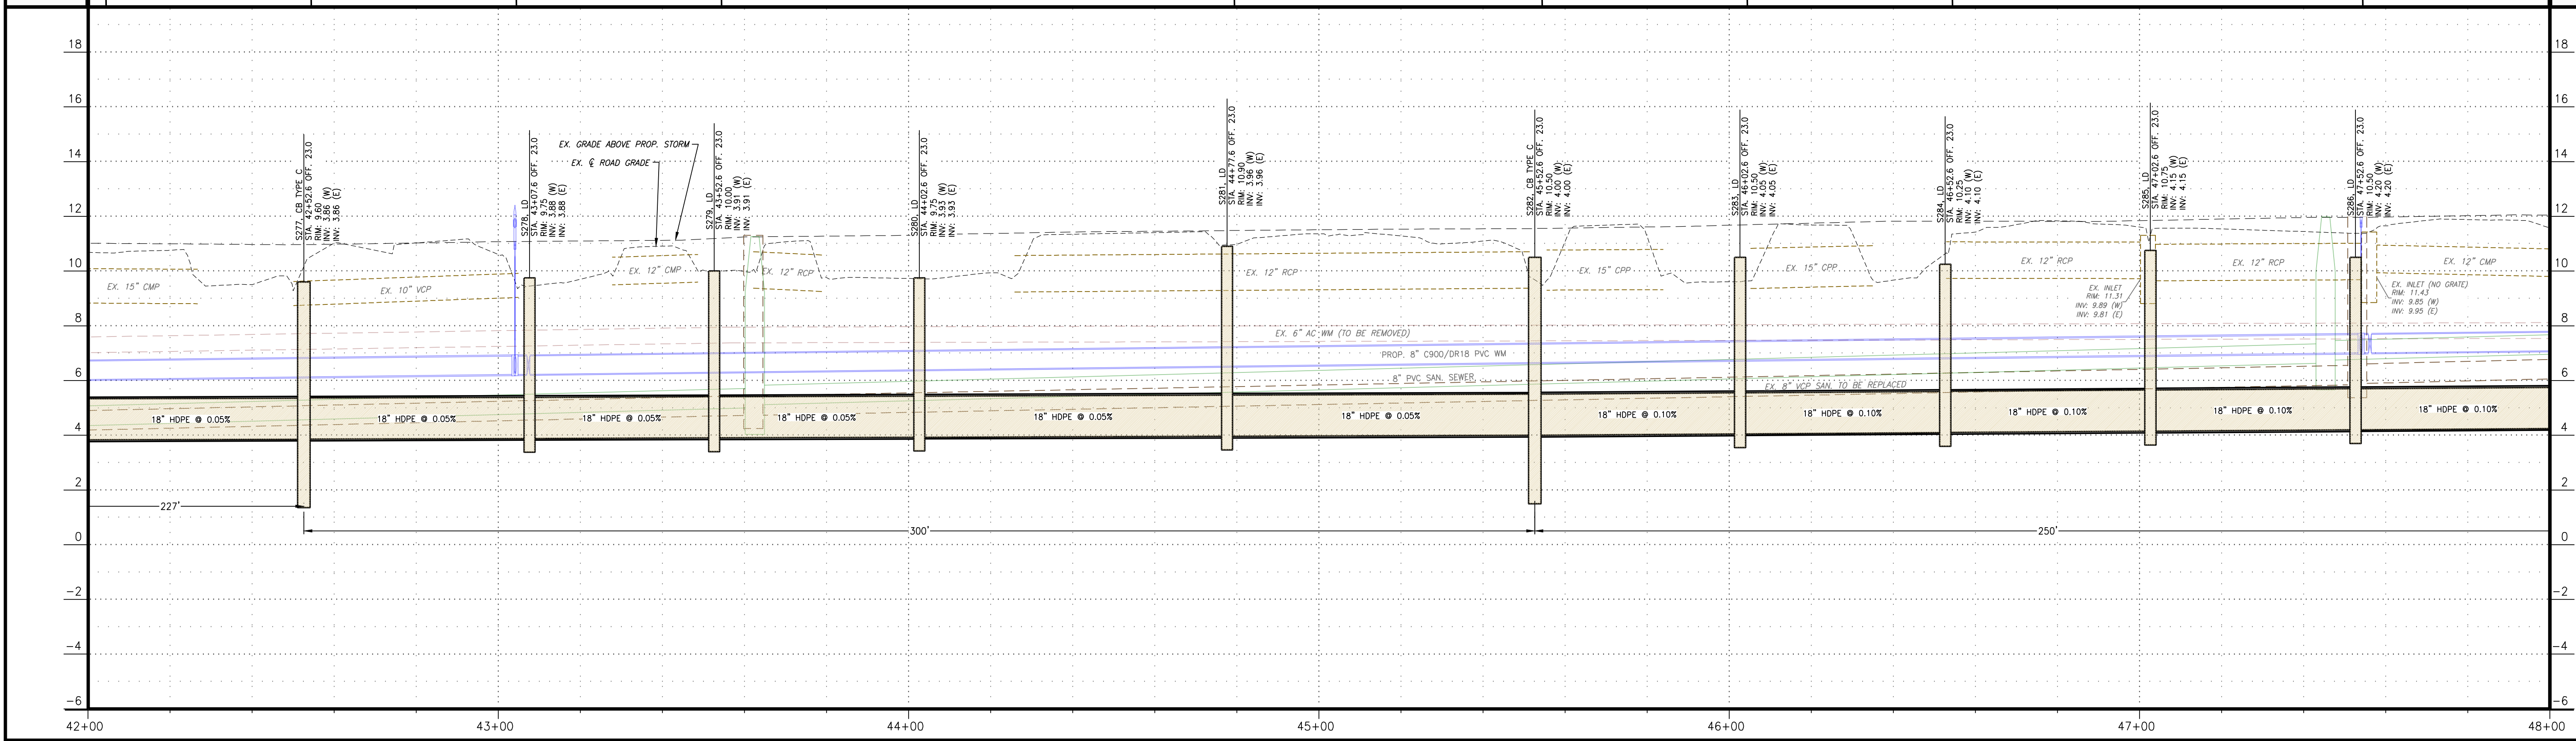 18
16
14
12
10
8
6
4
2
0
-2
-4
-6
S277, CB TYPE C
STA. 42+52.6 OFF. 23.0
RIM: 9.60
INV: 3.86 (W)
INV: 3.86 (E)
S278, LD
STA. 43+07.6 OFF. 23.0
RIM: 9.75
INV: 3.88 (W)
INV: 3.88 (E)
EX. GRADE ABOVE PROP. STORM
EX. ℄ ROAD GRADE
S279, LD
STA. 43+52.6 OFF. 23.0
RIM: 10.00
INV: 3.91 (W)
INV: 3.91 (E)
S280, LD
STA. 44+02.6 OFF. 23.0
RIM: 9.75
INV: 3.93 (W)
INV: 3.93 (E)
S281, LD
STA. 44+77.6 OFF. 23.0
RIM: 10.90
INV: 3.96 (W)
INV: 3.96 (E)
S282, CB TYPE C
STA. 45+52.6 OFF. 23.0
RIM: 10.50
INV: 4.00 (W)
INV: 4.00 (E)
S283, LD
STA. 46+02.6 OFF. 23.0
RIM: 10.50
INV: 4.05 (W)
INV: 4.05 (E)
S284, LD
STA. 46+52.6 OFF. 23.0
RIM: 10.25
INV: 4.10 (W)
INV: 4.10 (E)
S285, LD
STA. 47+02.6 OFF. 23.0
RIM: 10.75
INV: 4.15 (W)
INV: 4.15 (E)
S286, LD
STA. 47+52.6 OFF. 23.0
RIM: 10.50
INV: 4.20 (W)
INV: 4.20 (E)
EX. 15" CMP
EX. 10" VCP
EX. 12" CMP
EX. 12" RCP
EX. 12" RCP
EX. 15" CPP
EX. 15" CPP
EX. 12" RCP
EX. 12" RCP
EX. 12" CMP
EX. INLET
RIM: 11.31
INV: 9.89 (W)
INV: 9.81 (E)
EX. INLET (NO GRATE)
RIM: 11.43
INV: 9.85 (W)
INV: 9.95 (E)
EX. 6" AC WM (TO BE REMOVED)
PROP. 8" C900/DR18 PVC WM
8" PVC SAN. SEWER
EX. 8" VCP SAN. TO BE REPLACED
18" HDPE @ 0.05%
18" HDPE @ 0.05%
18" HDPE @ 0.05%
18" HDPE @ 0.05%
18" HDPE @ 0.05%
18" HDPE @ 0.05%
18" HDPE @ 0.10%
18" HDPE @ 0.10%
18" HDPE @ 0.10%
18" HDPE @ 0.10%
18" HDPE @ 0.10%
227'
300'
250'
18
16
14
12
10
8
6
4
2
0
-2
-4
-6
42+00
43+00
44+00
45+00
46+00
47+00
48+00